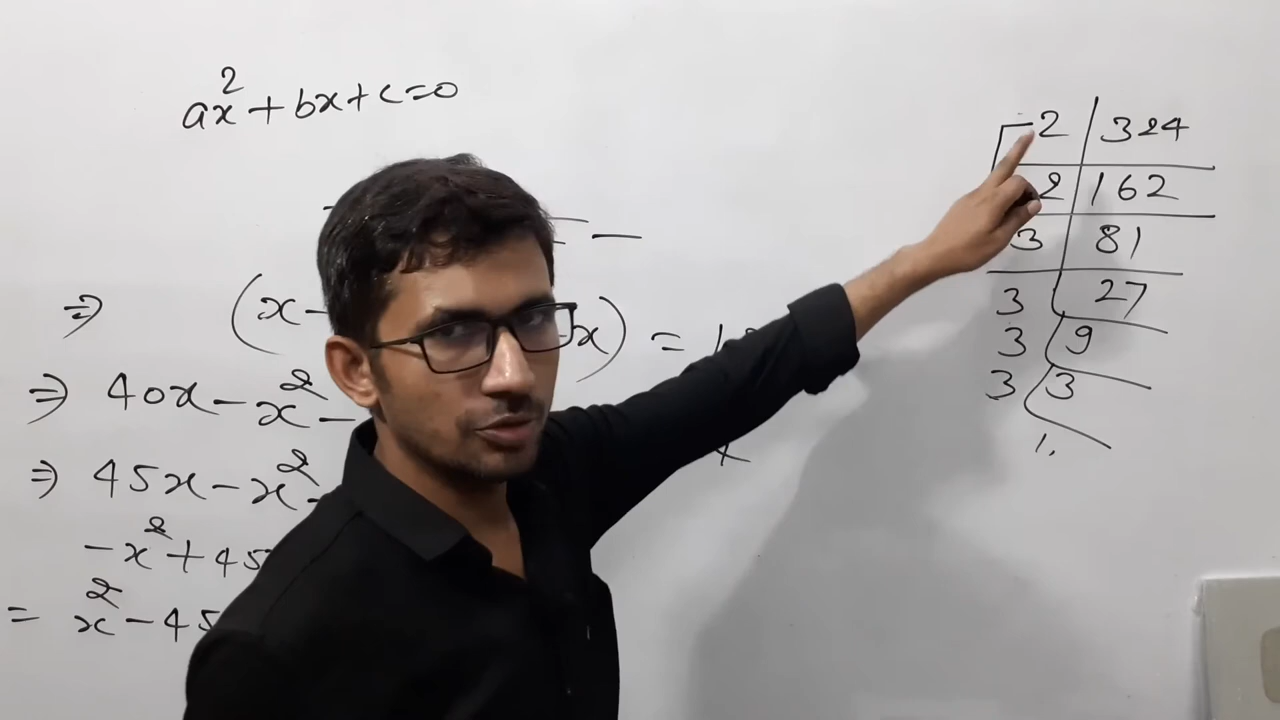 ax² + bx + c = 0
⇒ (x - x) =
⇒ 40x - x² -
⇒ 45x - x² -
- x² + 45
= x² - 45
2 | 324
2 | 162
3 | 81
3 | 27
3 | 9
3 | 3
1.